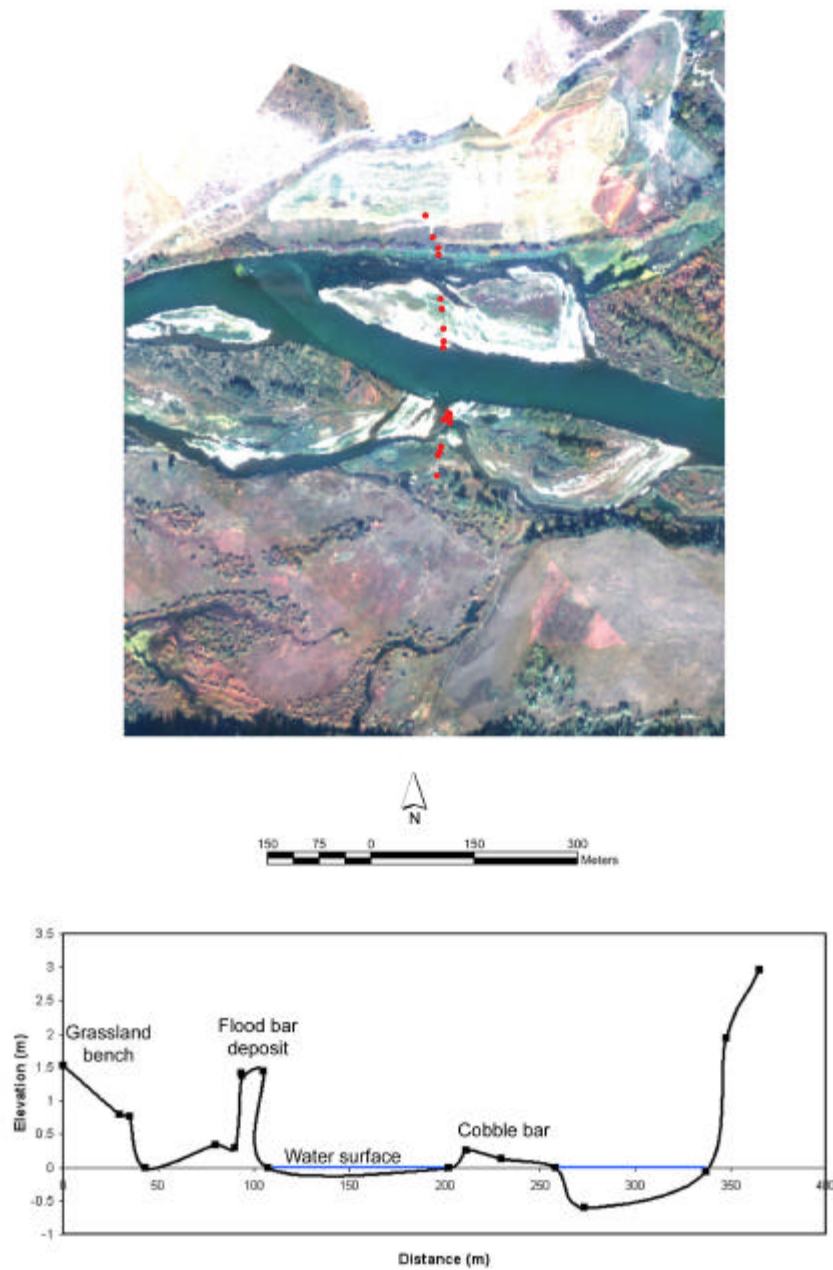 N
150 75 0 150 300
Meters
3.5
3
2.5
2
1.5
1
0.5
0
-0.5
-1
Elevation (m)
Grassland
bench
Flood bar
deposit
Water surface
Cobble bar
50 100 150 200 250 300 350 400
Distance (m)